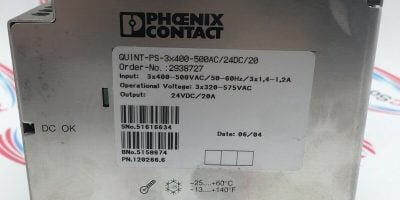 PHŒNIX
CONTACT
QUINT-PS-3x400-500AC/24DC/20
Order-No.:2938727
Input: 3x400-500VAC/50-60Hz/3x1,4-1,2A
Operational Voltage: 3x320-575VAC
Output: 24VDC/20A
SNo.51616634
Date: 06/04
DC OK
BNo.5158674
PN.120266.6
-25...+60°C
-13...+140°F